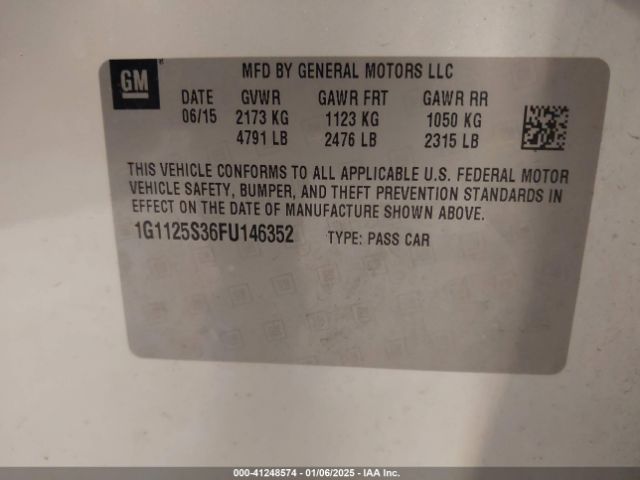 GM
MFD BY GENERAL MOTORS LLC
DATE GVWR GAWR FRT GAWR RR
06/15 2173 KG 1123 KG 1050 KG
4791 LB 2476 LB 2315 LB
THIS VEHICLE CONFORMS TO ALL APPLICABLE U.S. FEDERAL MOTOR
VEHICLE SAFETY, BUMPER, AND THEFT PREVENTION STANDARDS IN
EFFECT ON THE DATE OF MANUFACTURE SHOWN ABOVE.
1G1125S36FU146352 TYPE: PASS CAR
000-41248574 - 01/06/2025 - IAA Inc.